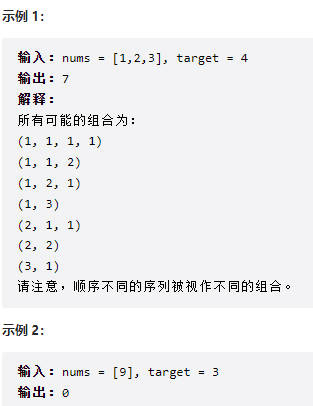 示例 1：
输入：nums = [1,2,3], target = 4
输出：7
解释：
所有可能的组合为：
(1, 1, 1, 1)
(1, 1, 2)
(1, 2, 1)
(1, 3)
(2, 1, 1)
(2, 2)
(3, 1)
请注意，顺序不同的序列被视作不同的组合。
示例 2：
输入：nums = [9], target = 3
输出：0